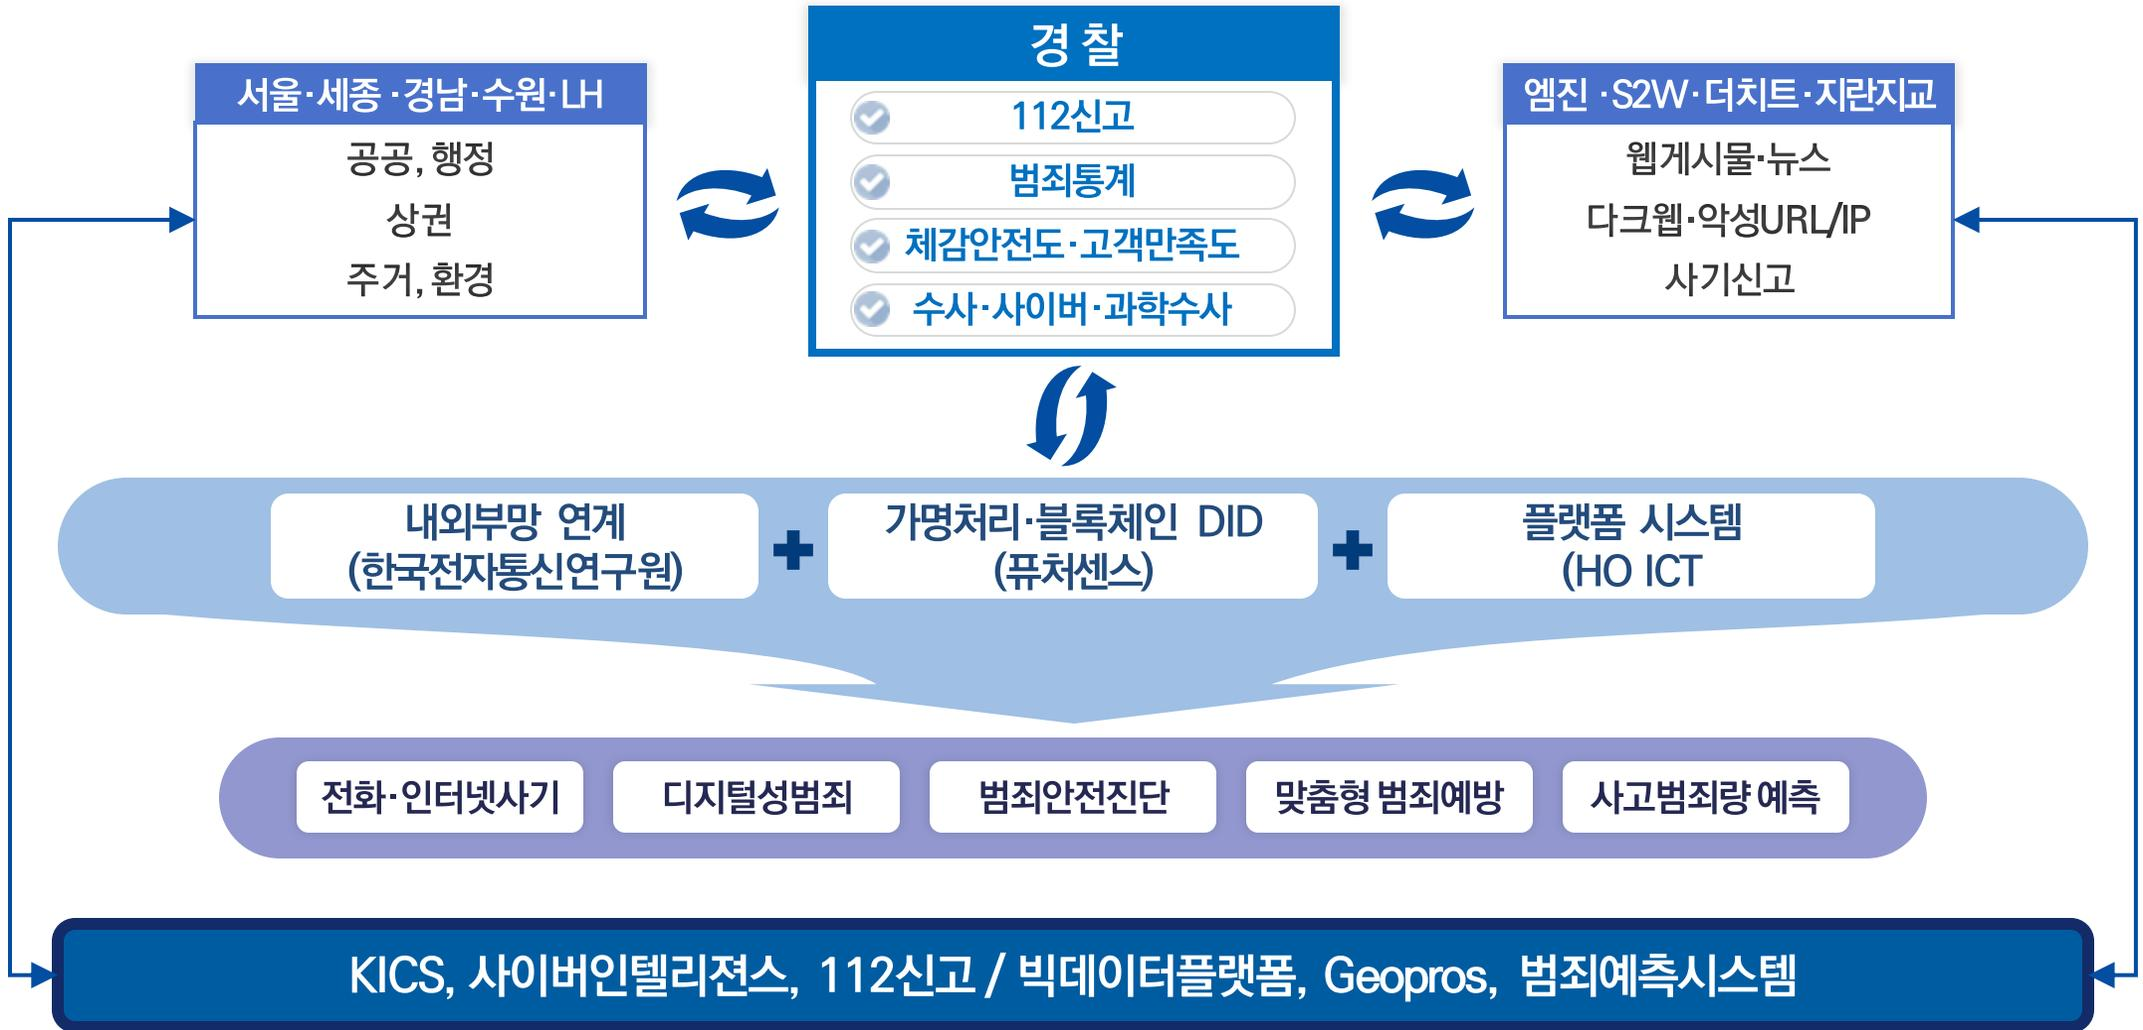 경 찰
112신고
범죄통계
체감안전도·고객만족도
수사·사이버·과학수사
서울·세종 ·경남·수원·LH
공공, 행정
상권
주거, 환경
엠진 ·S2W·더치트·지란지교
웹게시물·뉴스
다크웹·악성URL/IP
사기신고
내외부망 연계
(한국전자통신연구원)
가명처리·블록체인 DID
(퓨처센스)
플랫폼 시스템
(HO ICT
전화·인터넷사기
디지털성범죄
범죄안전진단
맞춤형 범죄예방
사고범죄량 예측
KICS, 사이버인텔리젼스, 112신고 / 빅데이터플랫폼, Geopros, 범죄예측시스템